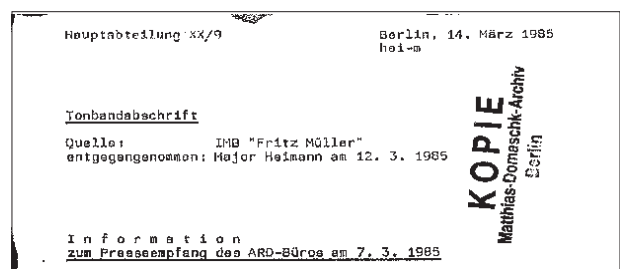 Hauptabteilung XX/9
Berlin, 14. März 1985
hei-m
Tonbandabschrift
Quelle: IMB "Fritz Müller"
entgegengenommen: Major Heimann am 12. 3. 1985
KOPIE
Matthias-Domaschk-Archiv
Berlin
I n f o r m a t i o n
zum Presseempfang des ARD-Büros am 7. 3. 1985